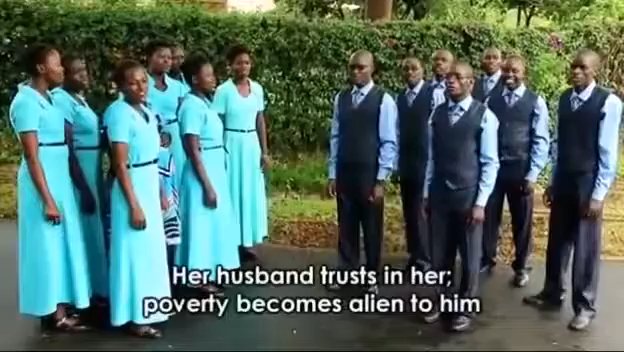 Her husband trusts in her;
poverty becomes alien to him